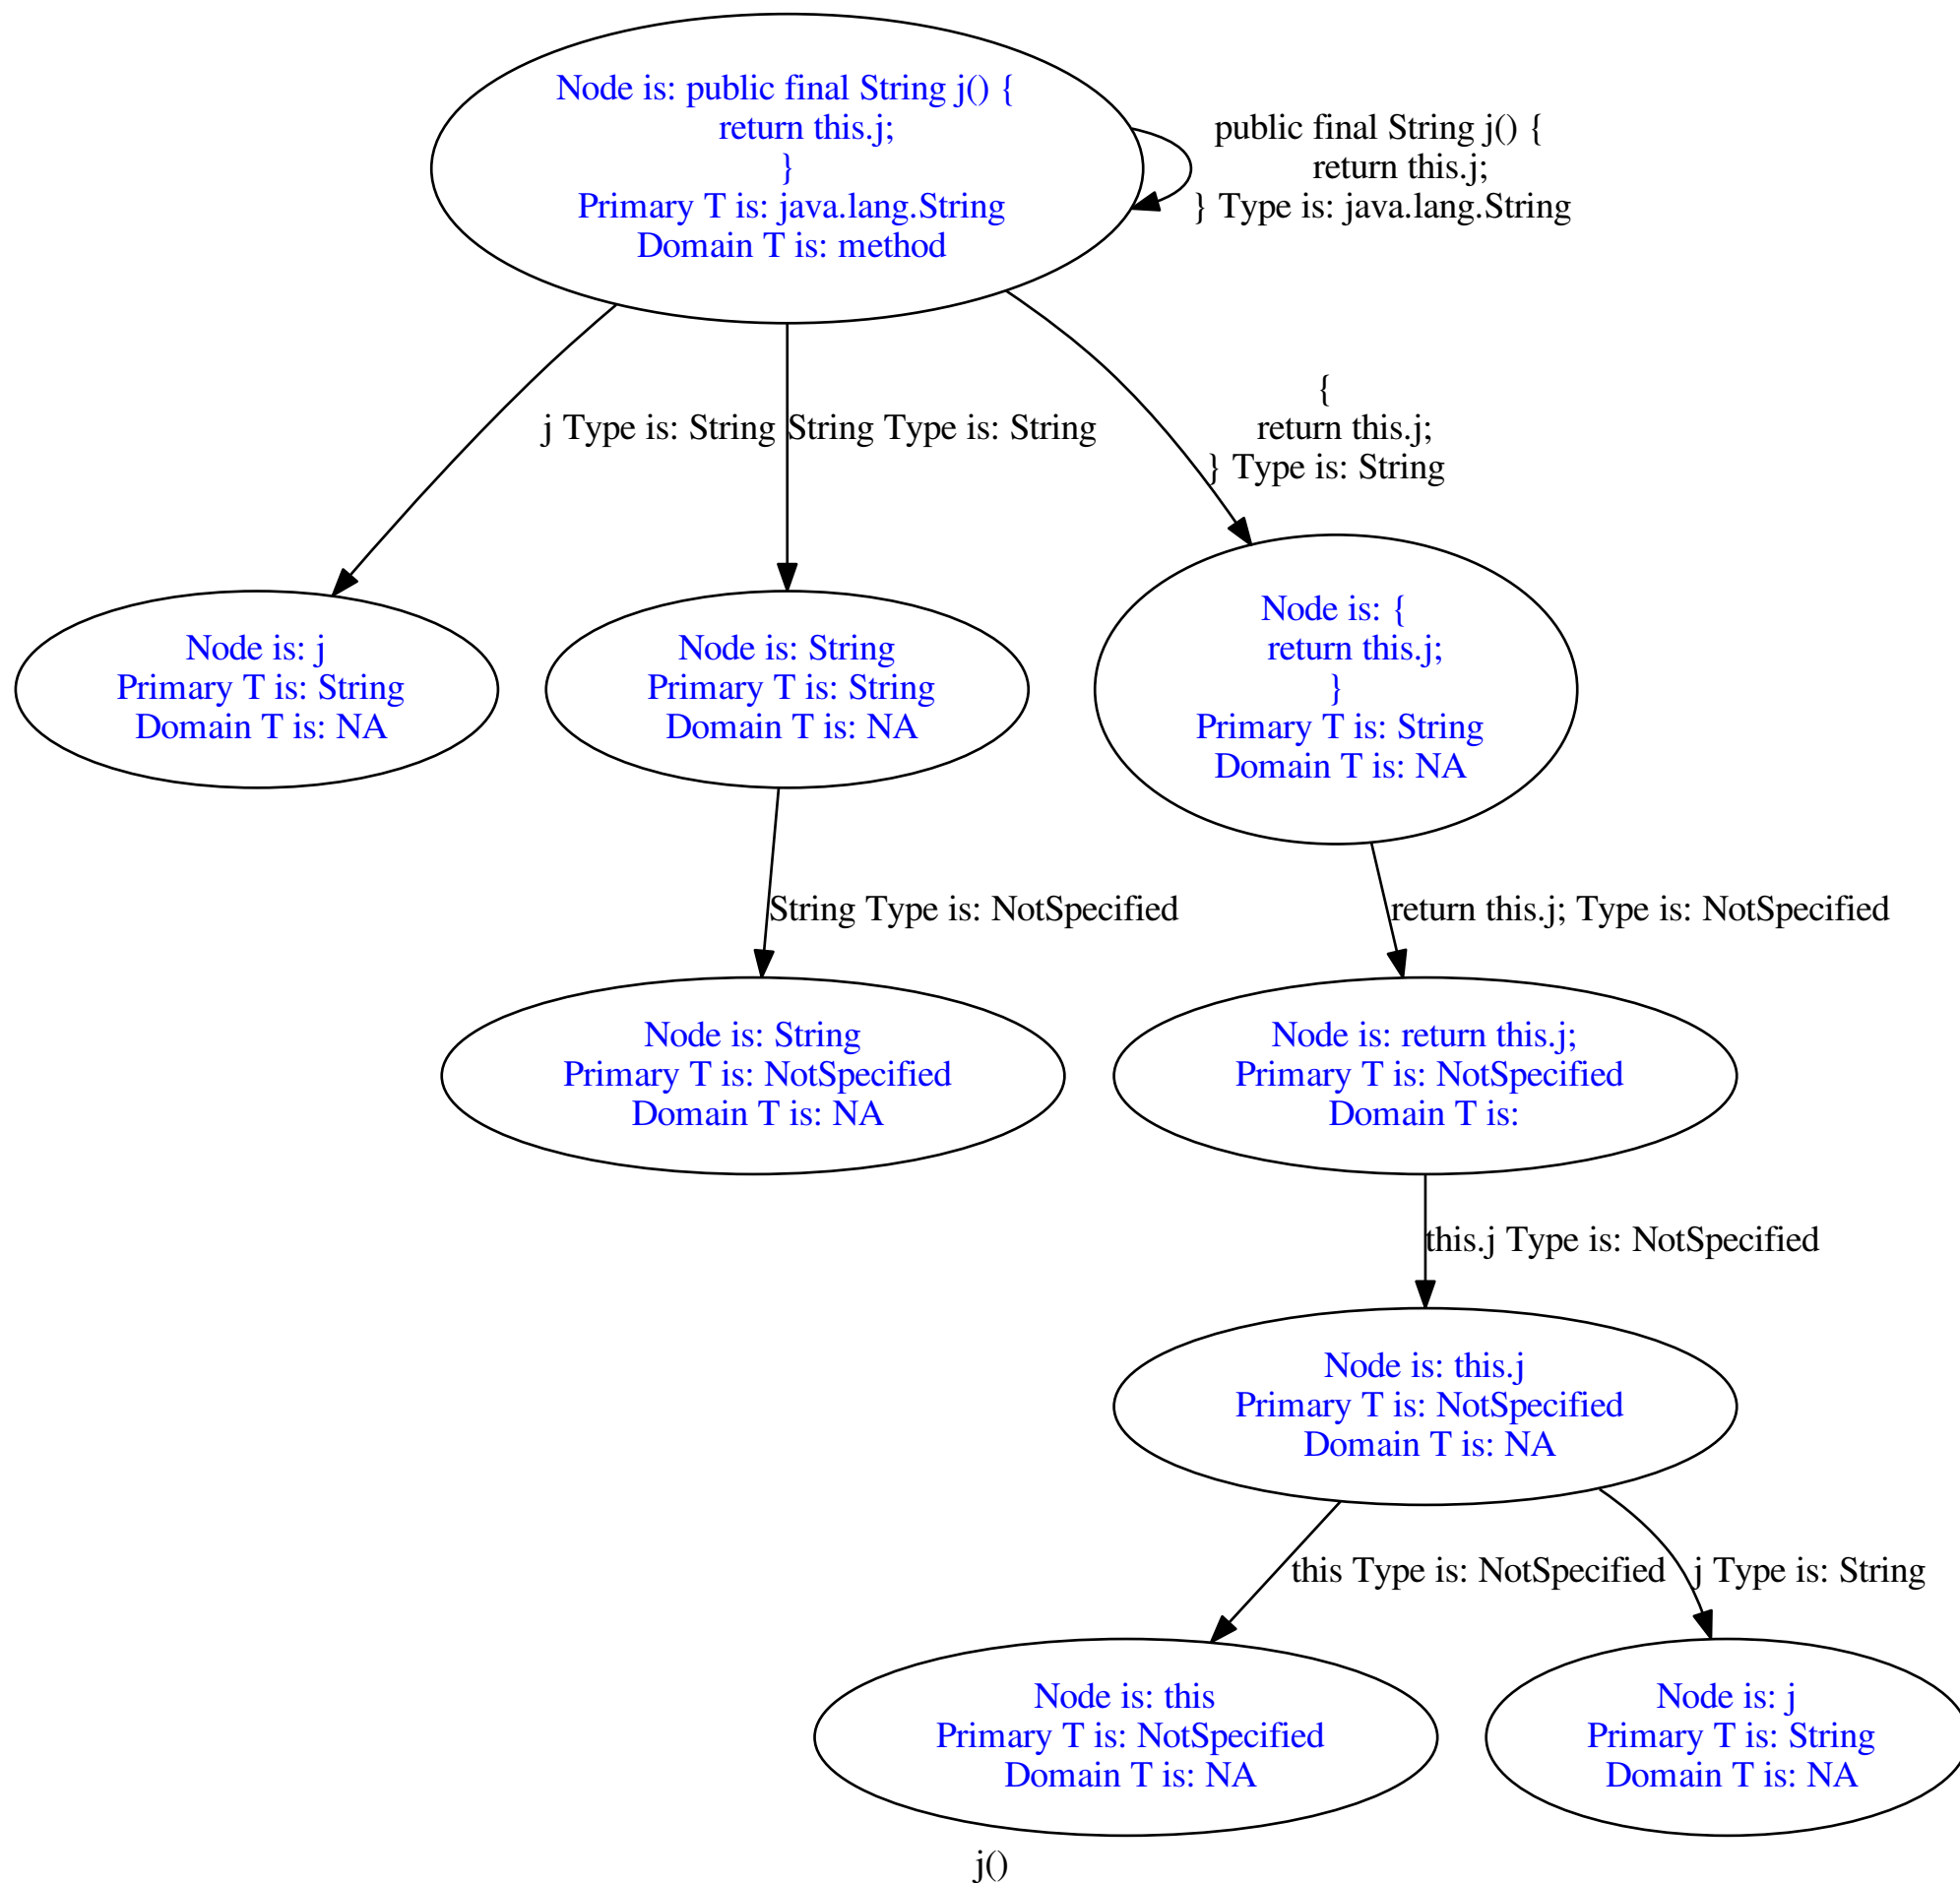 Node is: public final String j() {
return this.j;
}
Primary T is: java.lang.String
Domain T is: method
public final String j() {
return this.j;
} Type is: java.lang.String
j Type is: String
String Type is: String
{
return this.j;
} Type is: String
Node is: j
Primary T is: String
Domain T is: NA
Node is: String
Primary T is: String
Domain T is: NA
Node is: {
return this.j;
}
Primary T is: String
Domain T is: NA
String Type is: NotSpecified
return this.j; Type is: NotSpecified
Node is: String
Primary T is: NotSpecified
Domain T is: NA
Node is: return this.j;
Primary T is: NotSpecified
Domain T is:
this.j Type is: NotSpecified
Node is: this.j
Primary T is: NotSpecified
Domain T is: NA
this Type is: NotSpecified
j Type is: String
Node is: this
Primary T is: NotSpecified
Domain T is: NA
Node is: j
Primary T is: String
Domain T is: NA
j()